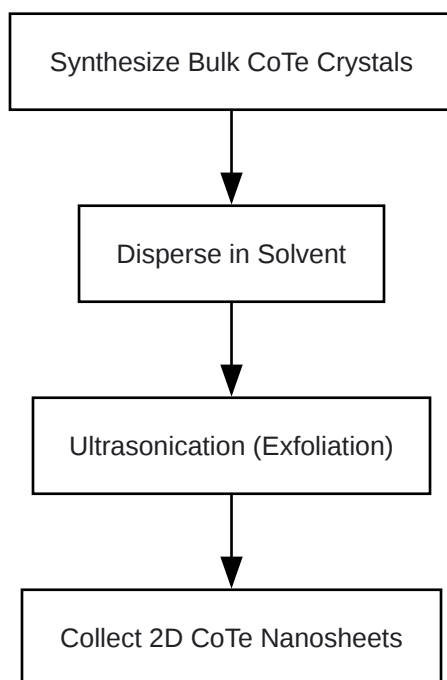 Synthesize Bulk CoTe Crystals
Disperse in Solvent
Ultrasonication (Exfoliation)
Collect 2D CoTe Nanosheets